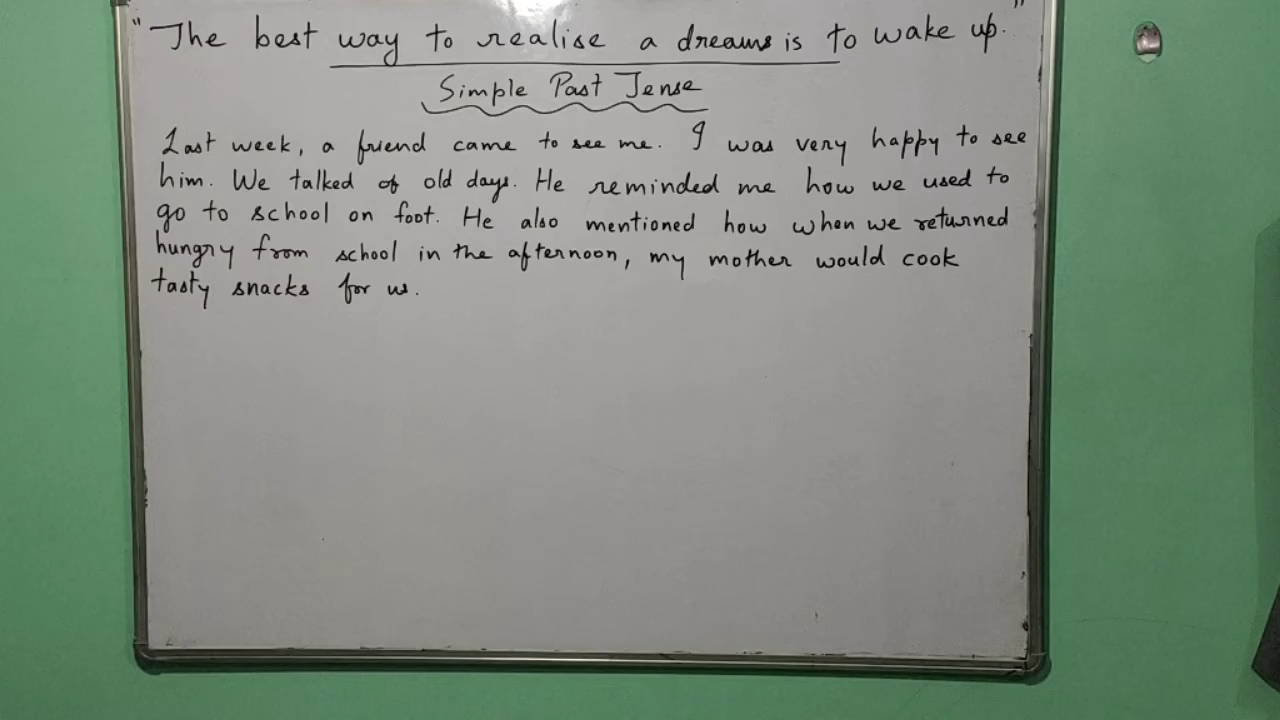 "The best way to realise a dreams is to wake up."
Simple Past Tense
Last week, a friend came to see me. I was very happy to see
him. We talked of old days. He reminded me how we used to
go to school on foot. He also mentioned how when we returned
hungry from school in the afternoon, my mother would cook
tasty snacks for us.